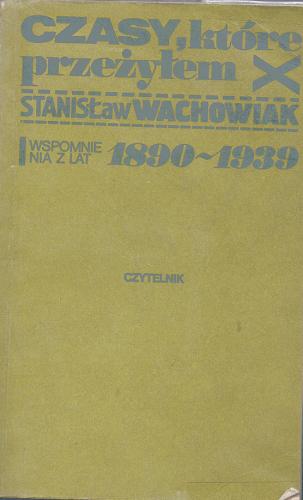 CZASY, które
przeżyłem X
STANISŁAW WACHOWIAK
WSPOMNIE
NIA Z LAT 1890~1939
CZYTELNIK